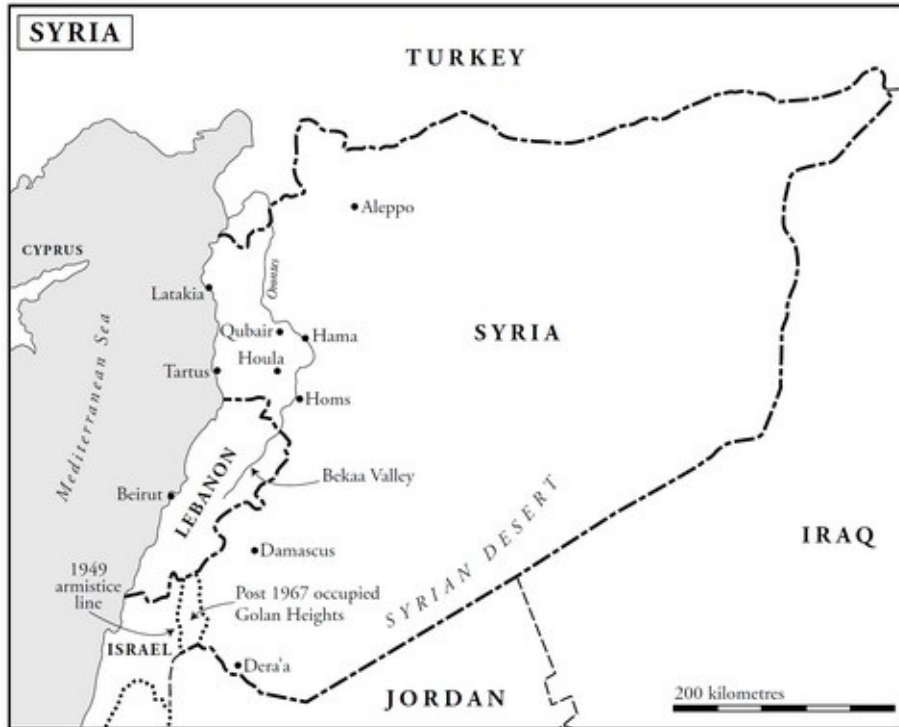 SYRIA
TURKEY
Aleppo
CYPRUS
Orontes
Latakia
Qubair
Hama
SYRIA
Houla
Tartus
Mediterranean Sea
Homs
Bekaa Valley
Beirut
LEBANON
IRAQ
Damascus
SYRIAN DESERT
1949
armistice
line
Post 1967 occupied
Golan Heights
ISRAEL
Dera'a
JORDAN
200 kilometres